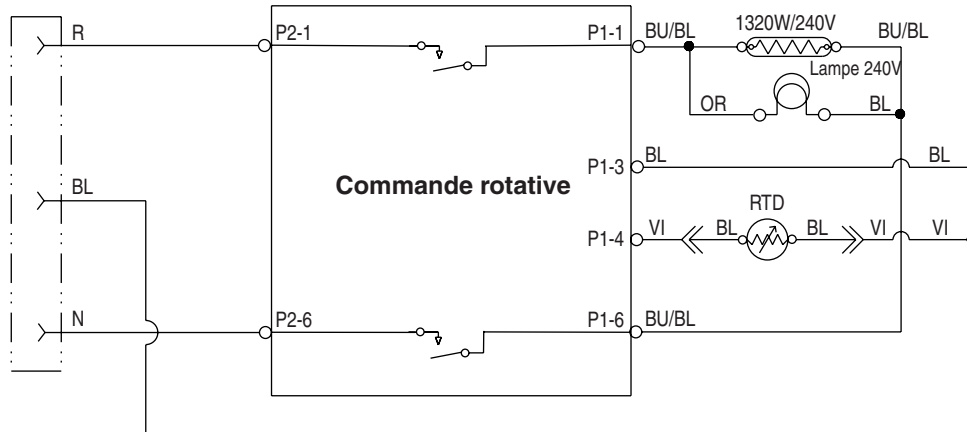 R P2-1 P1-1 BU/BL 1320W/240V BU/BL
Lampe 240V
OR BL
BL P1-3 BL BL
Commande rotative
RTD
P1-4 VI BL BL VI VI
N P2-6 P1-6 BU/BL